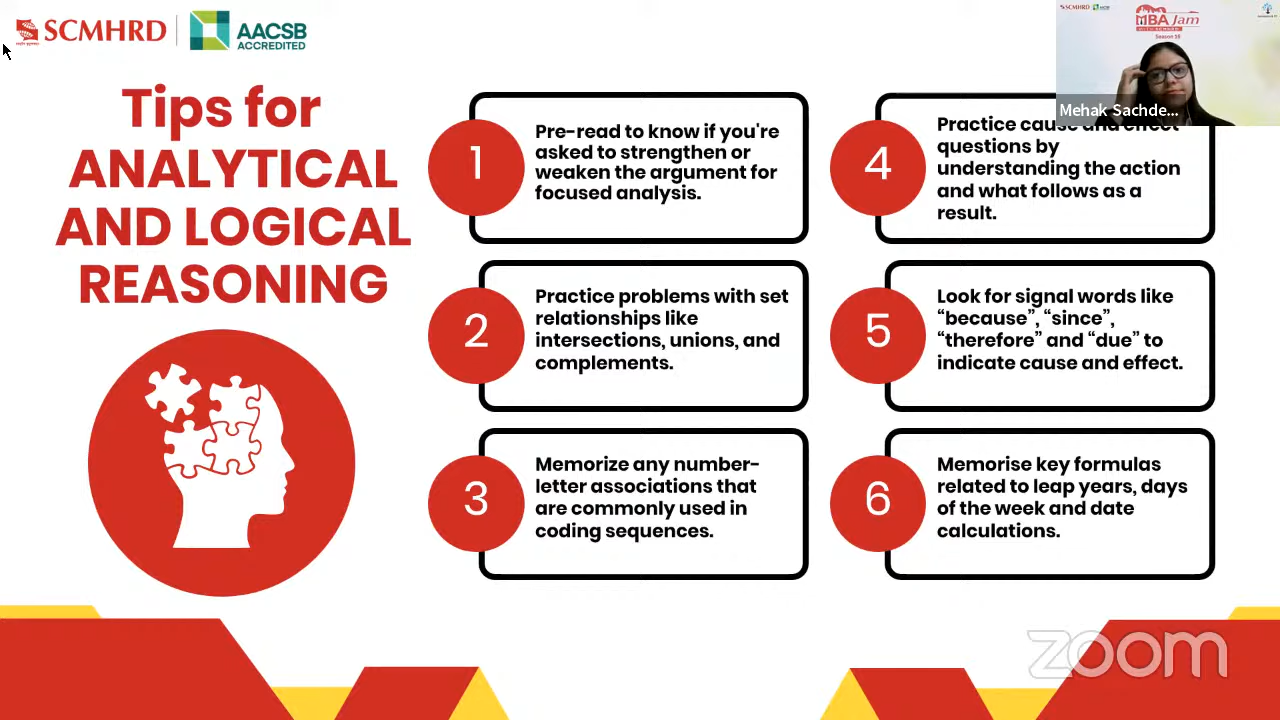 SCMHRD
AACSB
ACCREDITED
Tips for
ANALYTICAL
AND LOGICAL
REASONING
1
Pre-read to know if you're
asked to strengthen or
weaken the argument for
focused analysis.
2
Practice problems with set
relationships like
intersections, unions, and
complements.
3
Memorize any number-
letter associations that
are commonly used in
coding sequences.
4
Practice cause and effect
questions by
understanding the action
and what follows as a
result.
5
Look for signal words like
“because”, “since”,
“therefore” and “due” to
indicate cause and effect.
6
Memorise key formulas
related to leap years, days
of the week and date
calculations.
SCMHRD
MBA Jam
Mehak Sachde...
zoom